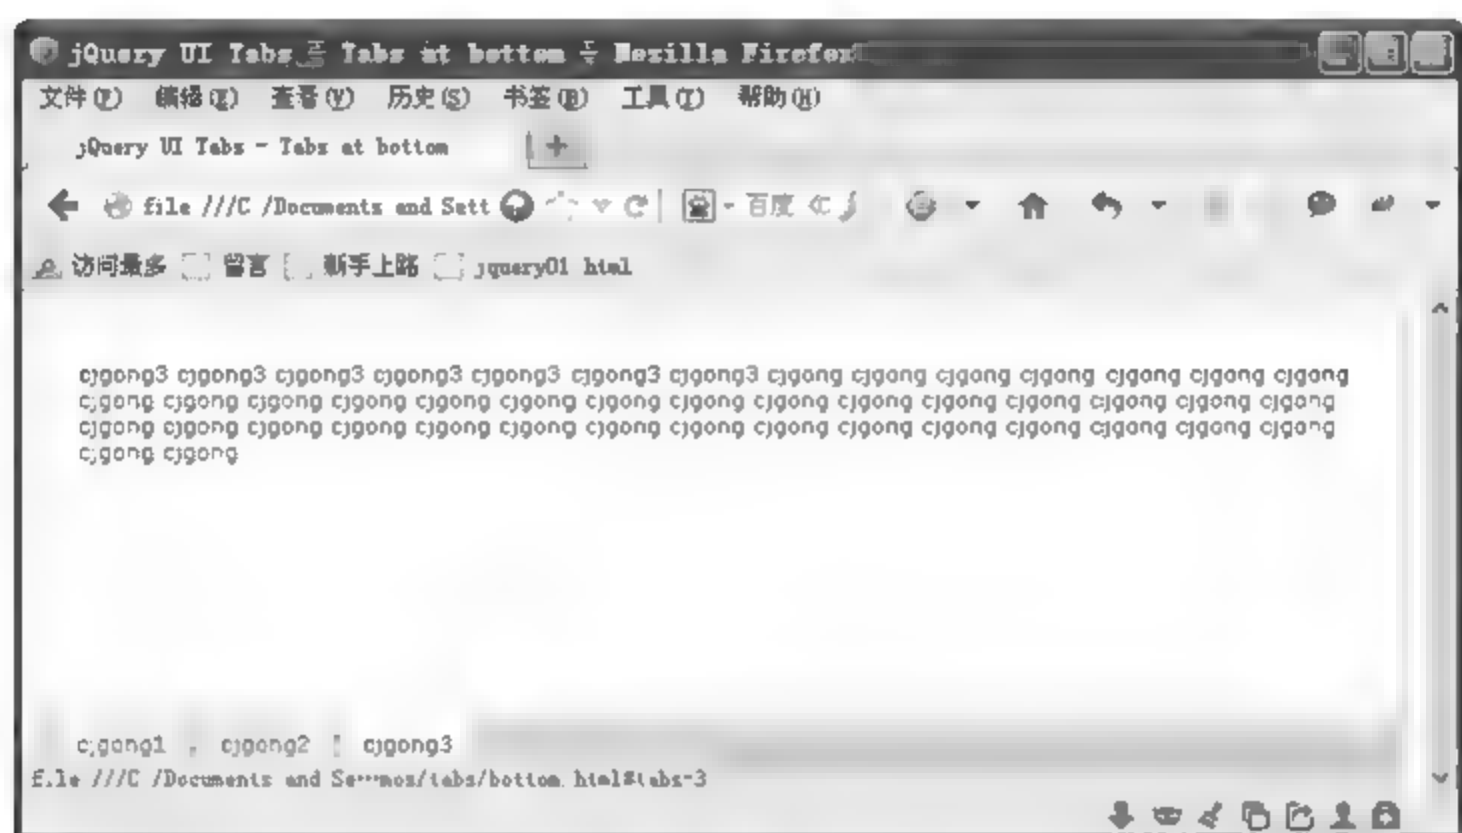 jQuery UI Tabs - Tabs at bottom - Mozilla Firefox
文件(F) 编辑(E) 查看(V) 历史(S) 书签(B) 工具(T) 帮助(H)
jQuery UI Tabs - Tabs at bottom +
file ///C /Documents and Sett 百度
访问最多 留言 新手上路 jquery01 html
cjgong3 cjgong3 cjgong3 cjgong3 cjgong3 cjgong3 cjgong3 cjgong cjgong cjgong cjgong cjgong cjgong cjgong
cjgong cjgong cjgong cjgong cjgong cjgong cjgong cjgong cjgong cjgong cjgong cjgong cjgong cjgong cjgong
cjgong cjgong cjgong cjgong cjgong cjgong cjgong cjgong cjgong cjgong cjgong cjgong cjgong cjgong cjgong
cjgong cjgong
cjgong1 cjgong2 cjgong3
file ///C /Documents and Se…mos/tabs/bottom.html#tabs-3